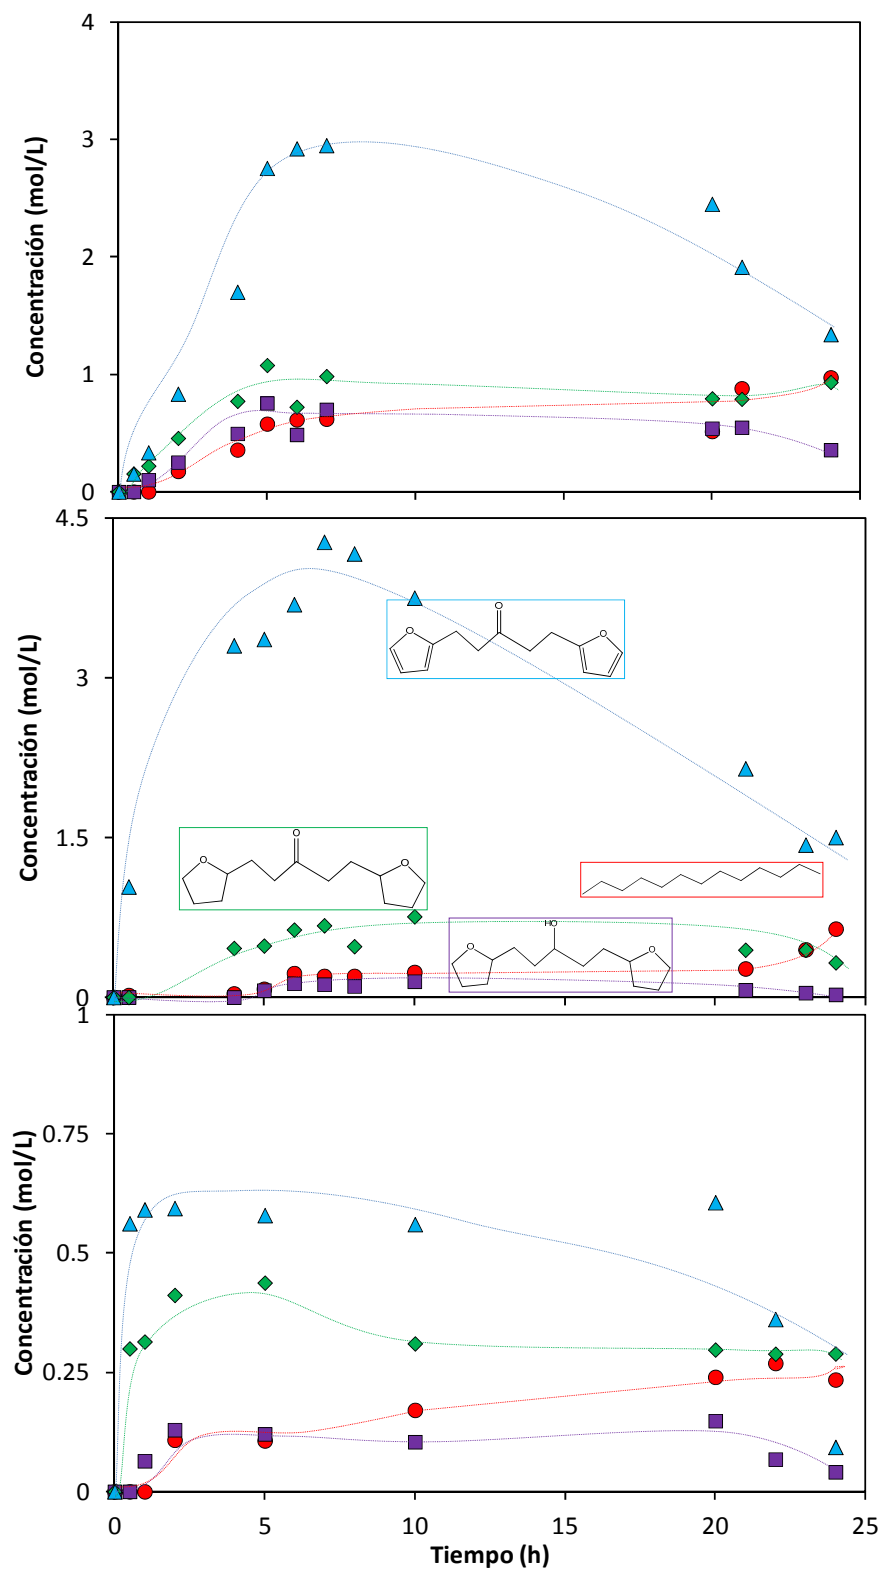 4
3
2
1
0
Concentración (mol/L)
4.5
3
1.5
0
Concentración (mol/L)
O
O
O
O
O
O
HO
O
O
1
0.75
0.5
0.25
0
Concentración (mol/L)
0
5
10
15
20
25
Tiempo (h)